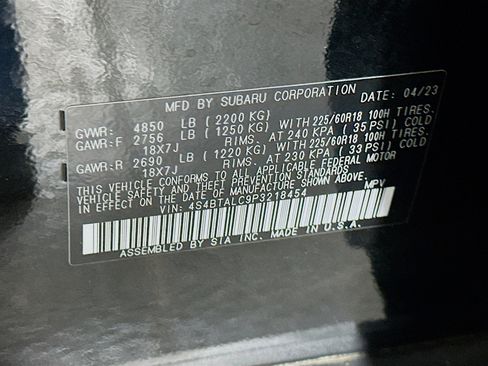 MFD BY SUBARU CORPORATION DATE: 04/23
GVWR: 4850 LB (2200 KG)
GAWR:F 2756 LB (1250 KG) WITH 225/60R18 100H TIRES.
18X7J RIMS. AT 240 KPA (35 PSI) COLD
GAWR:R 2690 LB (1220 KG) WITH 225/60R18 100H TIRES.
18X7J RIMS. AT 230 KPA (33 PSI) COLD
THIS VEHICLE CONFORMS TO ALL APPLICABLE FEDERAL MOTOR
VEHICLE SAFETY AND THEFT PREVENTION STANDARDS IN EFFECT
ON THE DATE OF MANUFACTURE SHOWN ABOVE.
VIN: 4S4BTALC9P3218454 MPV
ASSEMBLED BY SIA INC. MADE IN U.S.A.